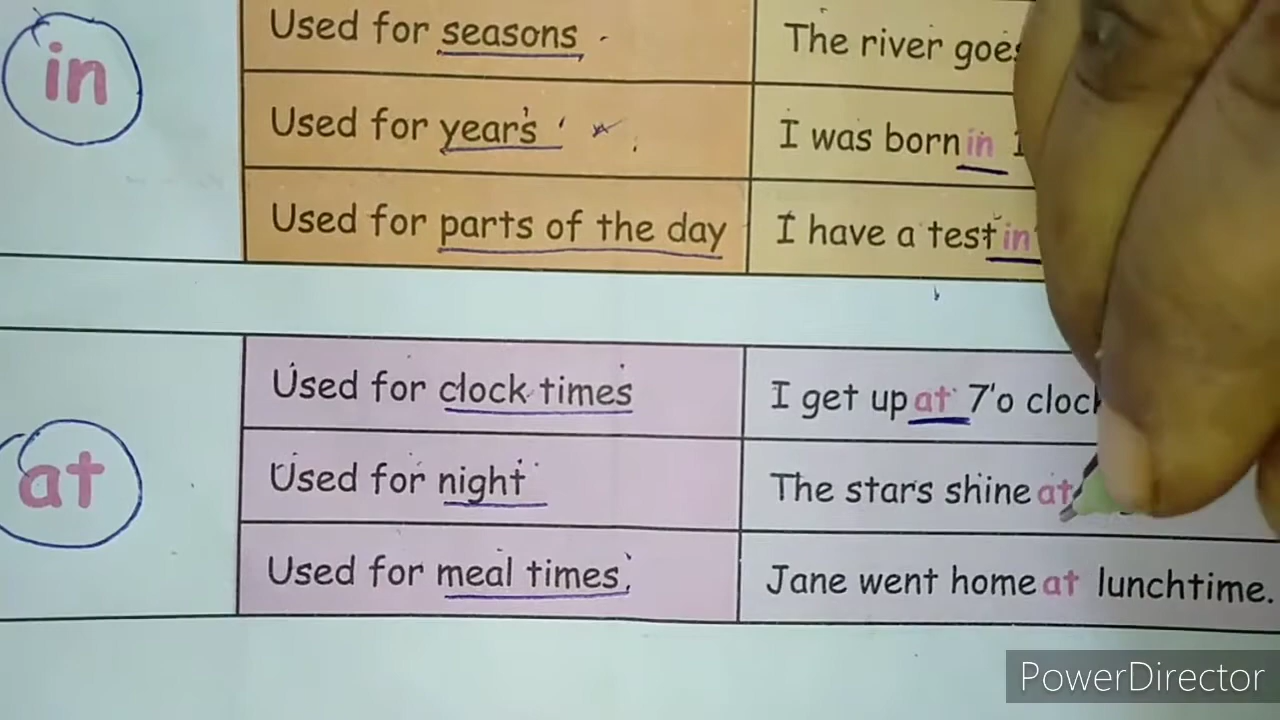 in
Used for seasons
The river goes
Used for years
I was born in
Used for parts of the day
I have a test in
at
Used for clock times
I get up at 7'o clock
Used for night
The stars shine at
Used for meal times.
Jane went home at lunchtime.
PowerDirector